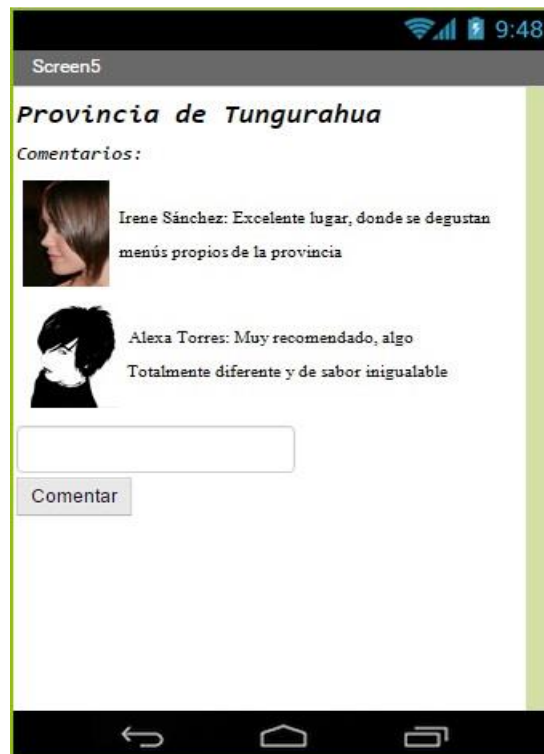 9:48
Screen5
Provincia de Tungurahua
Comentarios:
Irene Sánchez: Excelente lugar, donde se degustan
menús propios de la provincia
Alexa Torres: Muy recomendado, algo
Totalmente diferente y de sabor inigualable
Comentar